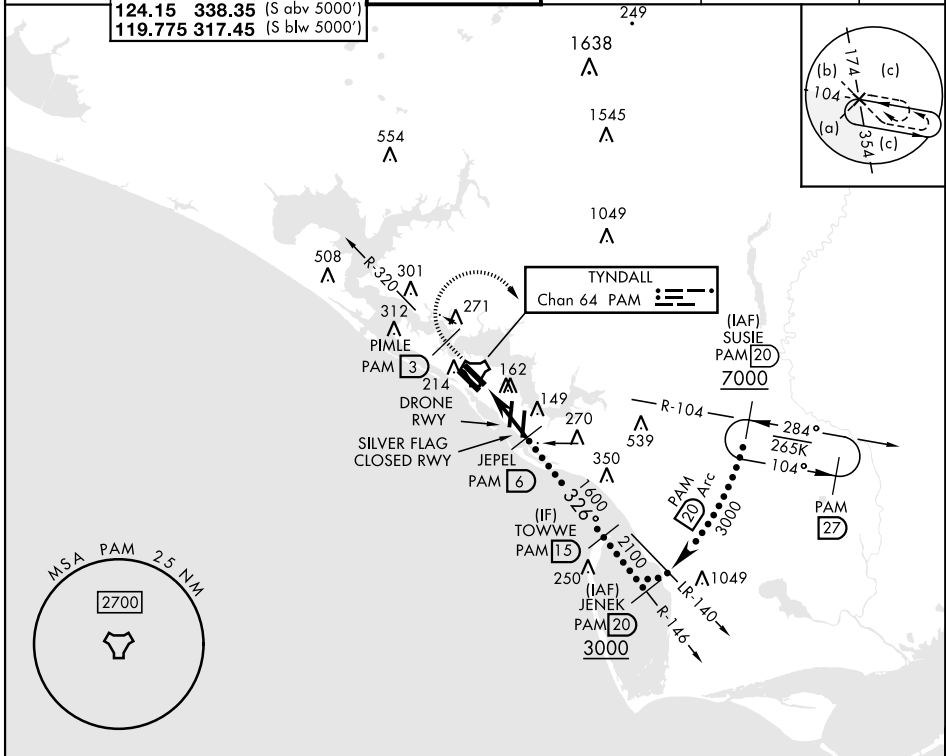 124.15 338.35 (S abv 5000')
119.775 317.45 (S blw 5000')
249
1638
1545
554
1049
508
R-320
301
312
271
TYNDALL
Chan 64 PAM
PIMLE
PAM 3
214
162
149
DRONE
RWY
SILVER FLAG
CLOSED RWY
JEPEL
PAM 6
270
350
539
(IAF)
SUSIE
PAM 20
7000
R-104
284°
265K
104°
PAM
27
PAM
20 Arc
3000
1600
326°
(IF)
TOWWE
PAM 15
2100
250
1049
(IAF)
JENEK
PAM 20
3000
LR-140
R-146
MSA PAM 25 NM
2700
174
(b)
(c)
104
(a)
(c)
354